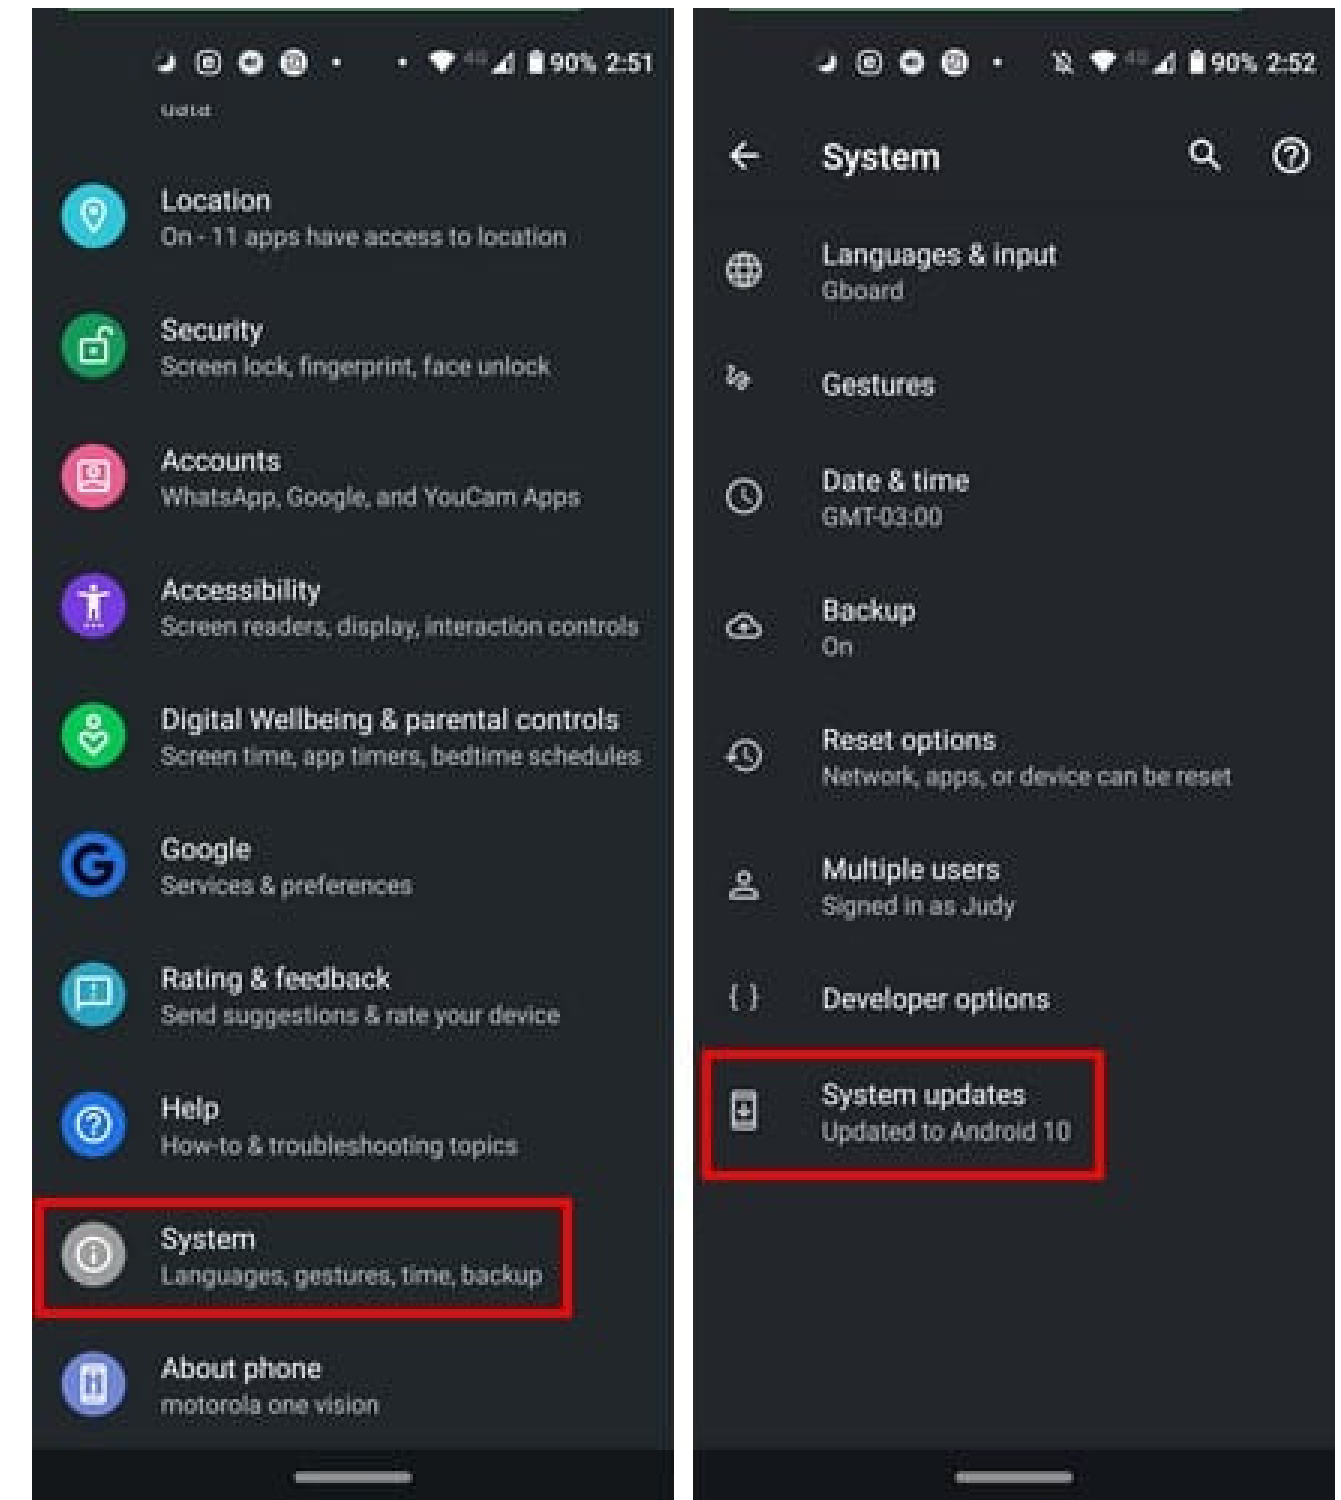 90% 2:51
Location
On - 11 apps have access to location
Security
Screen lock, fingerprint, face unlock
Accounts
WhatsApp, Google, and YouCam Apps
Accessibility
Screen readers, display, interaction controls
Digital Wellbeing & parental controls
Screen time, app timers, bedtime schedules
Google
Services & preferences
Rating & feedback
Send suggestions & rate your device
Help
How-to & troubleshooting topics
System
Languages, gestures, time, backup
About phone
motorola one vision
4G 90% 2:52
System
Languages & input
Gboard
Gestures
Date & time
GMT-03:00
Backup
On
Reset options
Network, apps, or device can be reset
Multiple users
Signed in as Judy
Developer options
System updates
Updated to Android 10